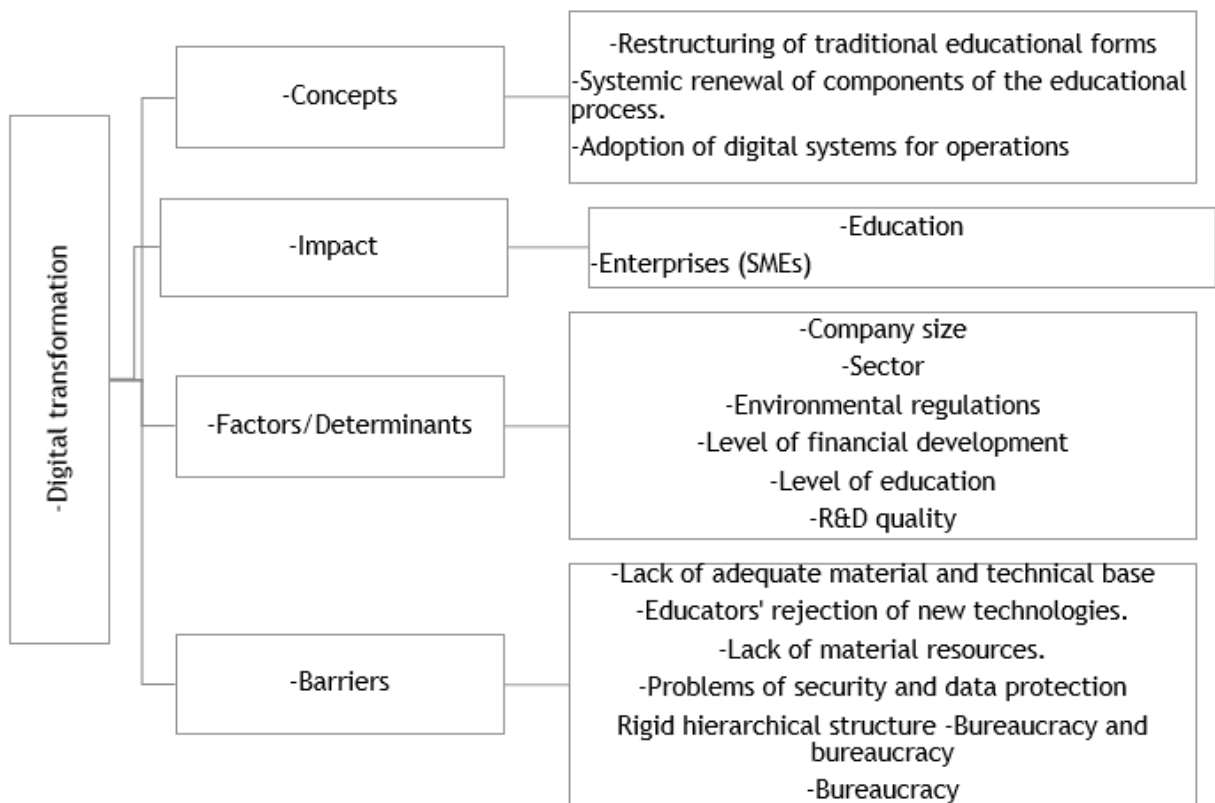 -Digital transformation
-Concepts
-Restructuring of traditional educational forms
-Systemic renewal of components of the educational
process.
-Adoption of digital systems for operations
-Impact
-Education
-Enterprises (SMEs)
-Factors/Determinants
-Company size
-Sector
-Environmental regulations
-Level of financial development
-Level of education
-R&D quality
-Barriers
-Lack of adequate material and technical base
-Educators' rejection of new technologies.
-Lack of material resources.
-Problems of security and data protection
Rigid hierarchical structure -Bureaucracy and
bureaucracy
-Bureaucracy